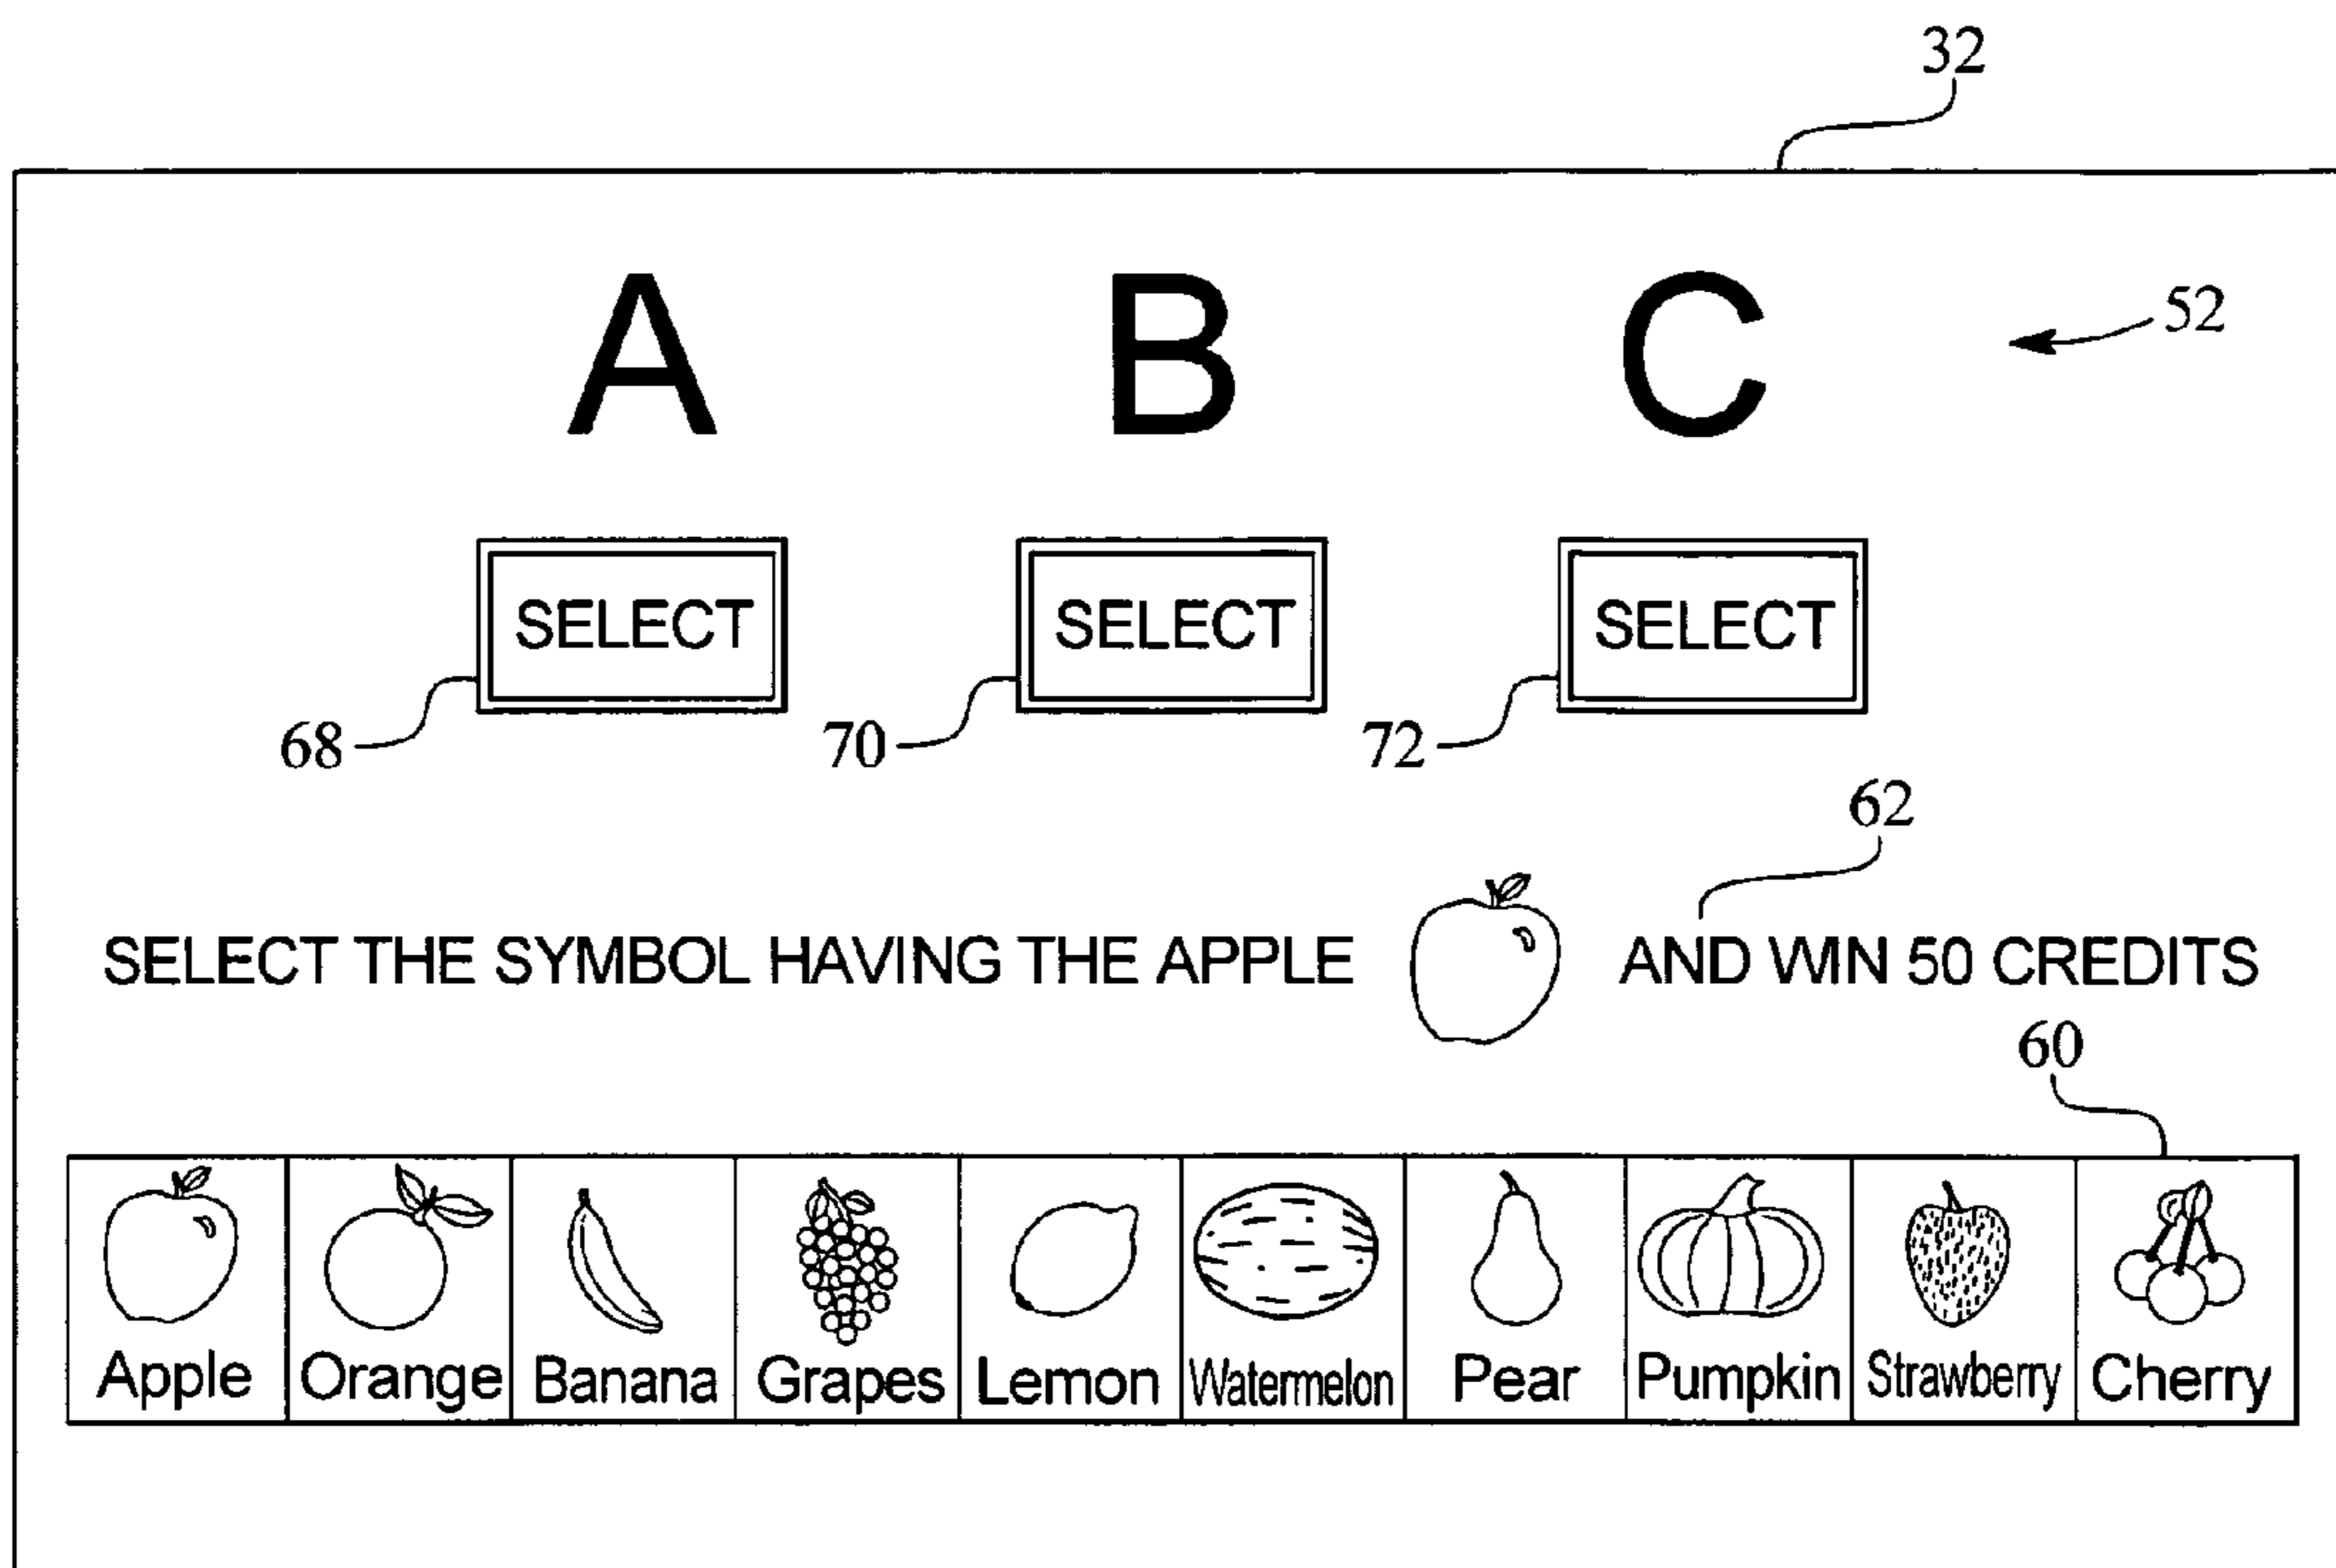 32
A B C
52
SELECT SELECT SELECT
68 70 72
62
SELECT THE SYMBOL HAVING THE APPLE AND WIN 50 CREDITS
60
Apple Orange Banana Grapes Lemon Watermelon Pear Pumpkin Strawberry Cherry